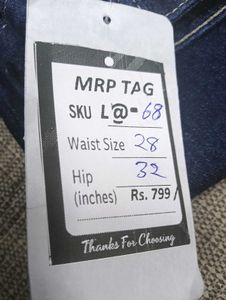 MRP TAG
SKU L@-68
Waist Size 28
Hip 32
(inches) Rs. 799/
Thanks For Choosing